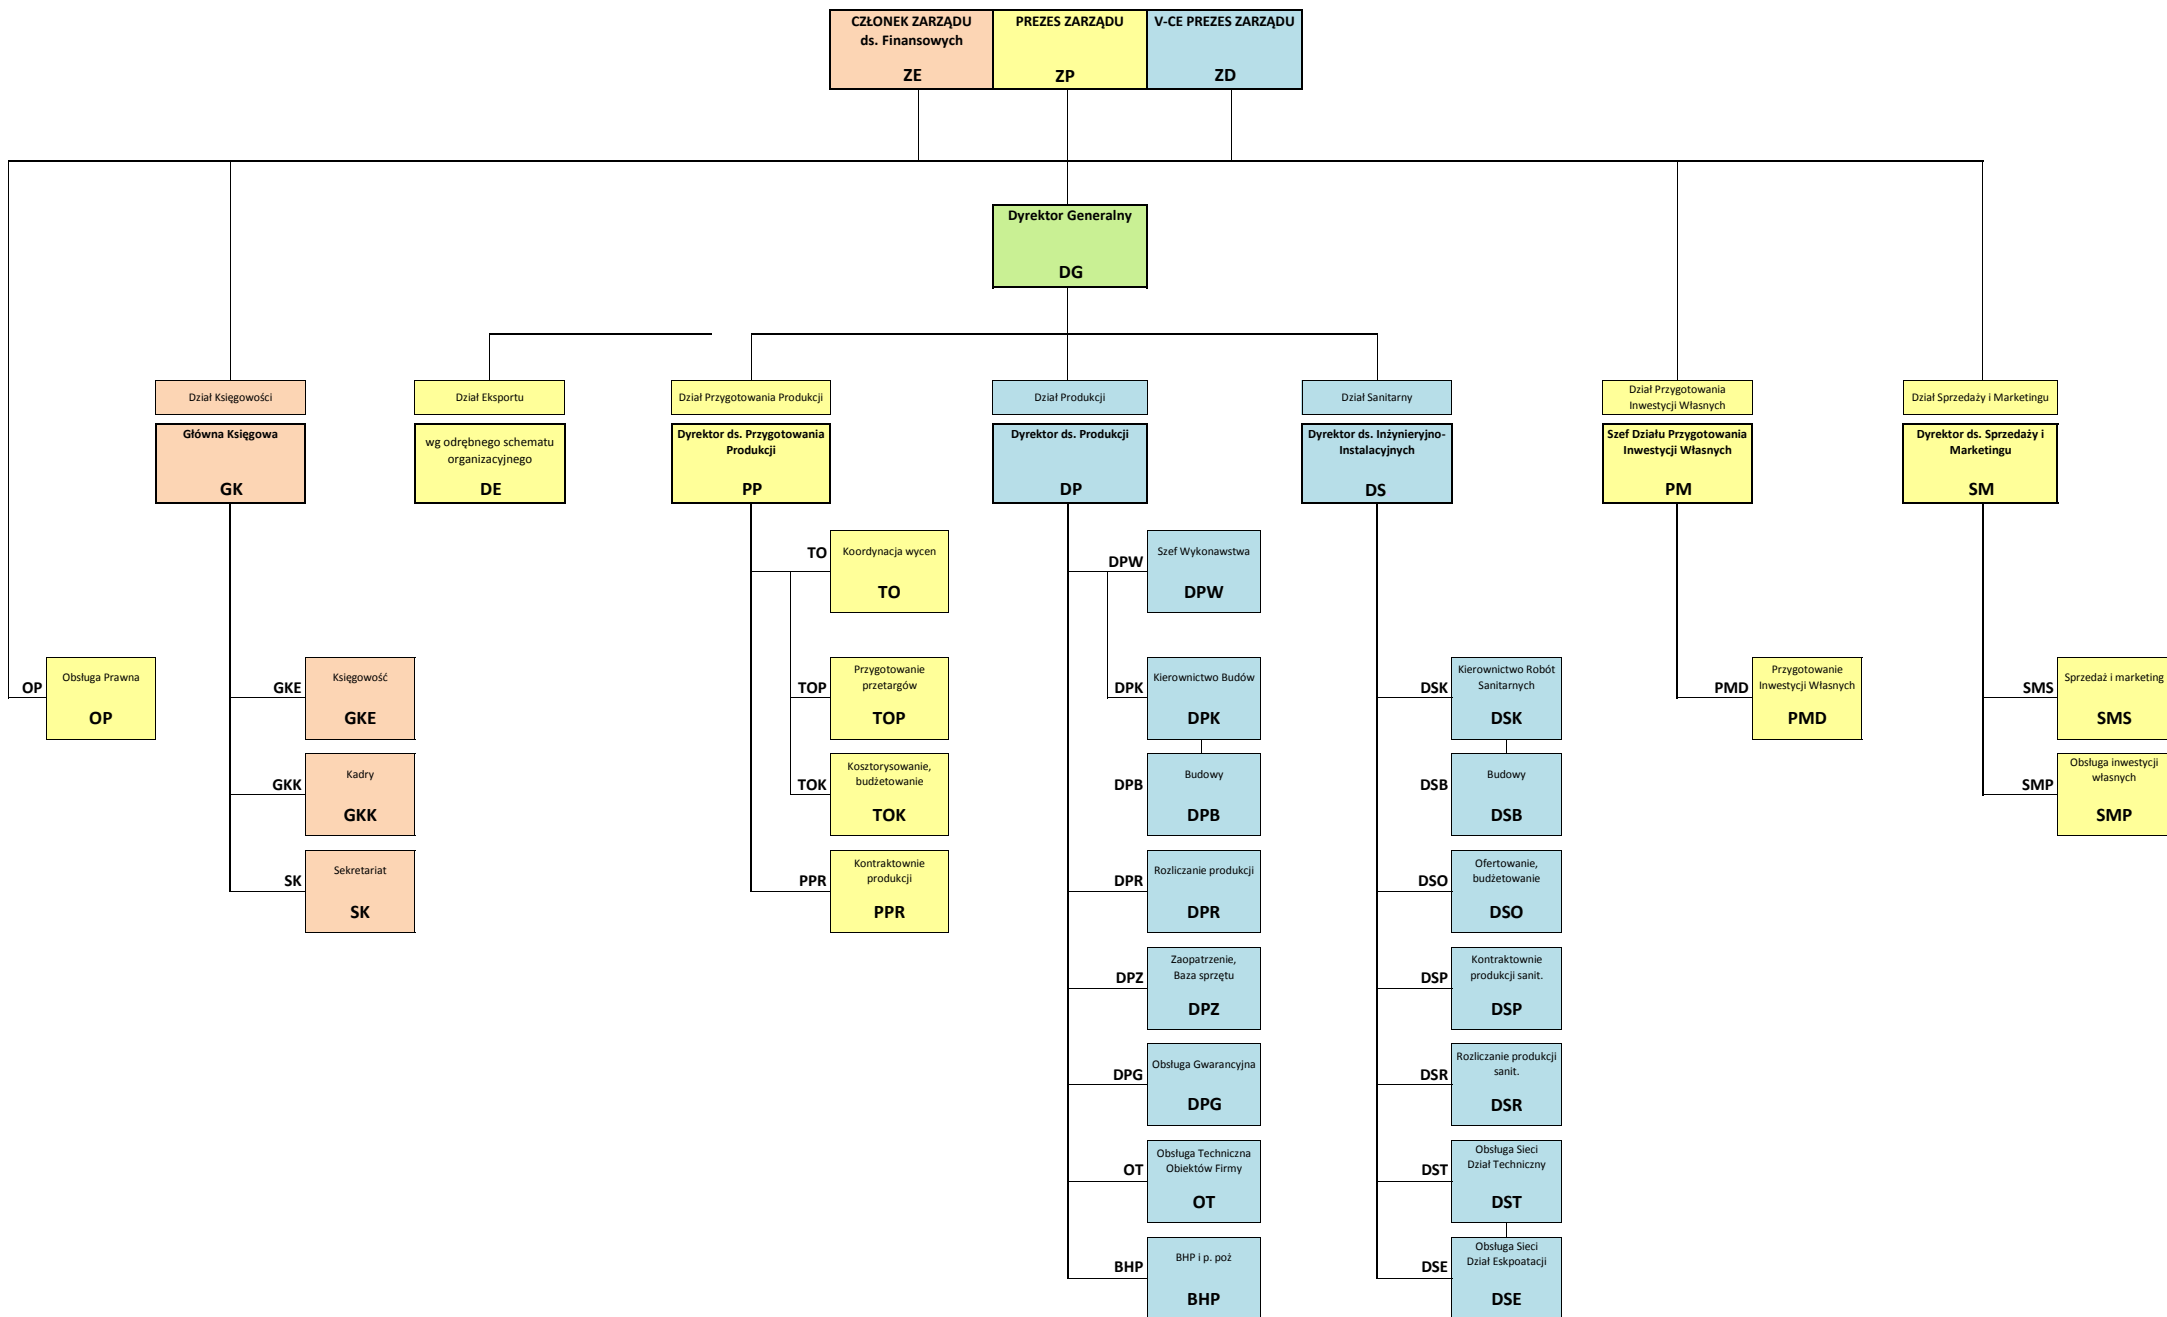 CZŁONEK ZARZĄDU
ds. Finansowych
ZE
PREZES ZARZĄDU
ZP
V-CE PREZES ZARZĄDU
ZD
Dyrektor Generalny
DG
Dział Księgowości
Główna Księgowa
GK
Dział Eksportu
wg odrębnego schematu
organizacyjnego
DE
Dział Przygotowania Produkcji
Dyrektor ds. Przygotowania
Produkcji
PP
Dział Produkcji
Dyrektor ds. Produkcji
DP
Dział Sanitarny
Dyrektor ds. Inżynieryjno-
Instalacyjnych
DS
Dział Przygotowania
Inwestycji Własnych
Szef Działu Przygotowania
Inwestycji Własnych
PM
Dział Sprzedaży i Marketingu
Dyrektor ds. Sprzedaży i
Marketingu
SM
OP
Obsługa Prawna
OP
GKE
Księgowość
GKE
GKK
Kadry
GKK
SK
Sekretariat
SK
TO
Koordynacja wycen
TO
TOP
Przygotowanie
przetargów
TOP
TOK
Kosztorysowanie,
budżetowanie
TOK
PPR
Kontraktownie
produkcji
PPR
DPW
Szef Wykonawstwa
DPW
DPK
Kierownictwo Budów
DPK
DPB
Budowy
DPB
DPR
Rozliczanie produkcji
DPR
DPZ
Zaopatrzenie,
Baza sprzętu
DPZ
DPG
Obsługa Gwarancyjna
DPG
OT
Obsługa Techniczna
Obiektów Firmy
OT
BHP
BHP i p. poż
BHP
DSK
Kierownictwo Robót
Sanitarnych
DSK
DSB
Budowy
DSB
DSO
Ofertowanie,
budżetowanie
DSO
DSP
Kontraktownie
produkcji sanit.
DSP
DSR
Rozliczanie produkcji
sanit.
DSR
DST
Obsługa Sieci
Dział Techniczny
DST
DSE
Obsługa Sieci
Dział Eskpoatacji
DSE
PMD
Przygotowanie
Inwestycji Własnych
PMD
SMS
Sprzedaż i marketing
SMS
SMP
Obsługa inwestycji
własnych
SMP